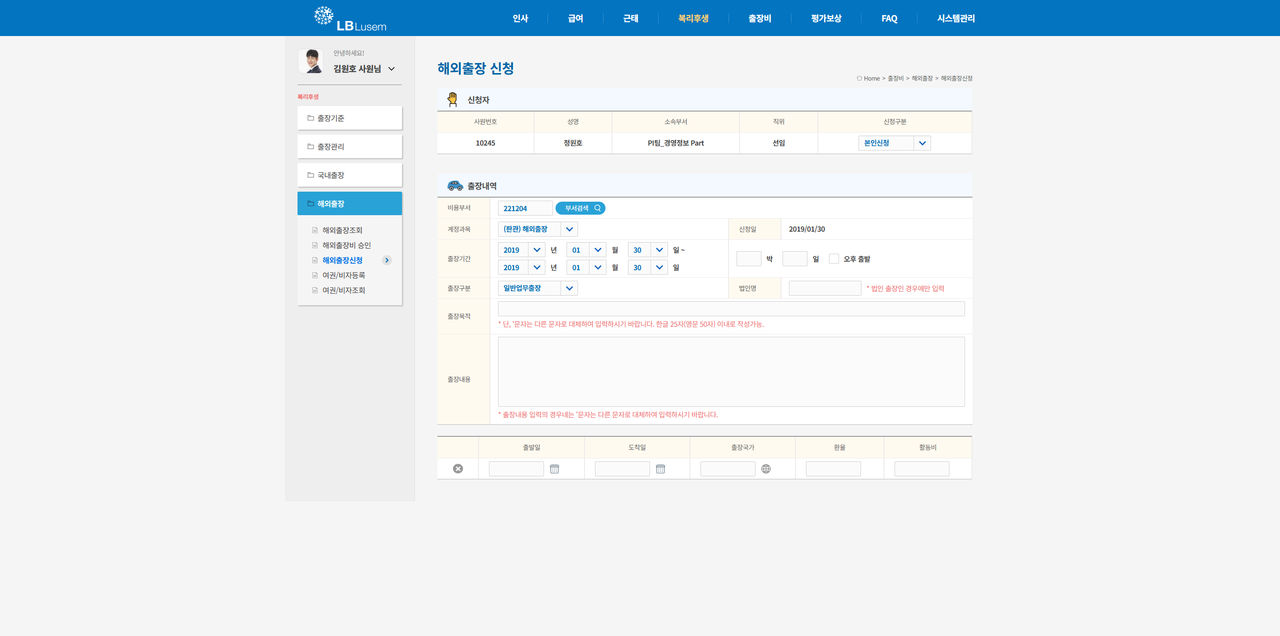 LB Lusem
인사 급여 근태 복리후생 출장비 평가보상 FAQ 시스템관리
안녕하세요!
김원호 사원님
복리후생
출장기준
출장관리
국내출장
해외출장
해외출장조회
해외출장비 승인
해외출장신청
여권/비자등록
여권/비자조회
해외출장 신청
Home > 출장비 > 해외출장 > 해외출장신청
신청자
사원번호 성명 소속부서 직위 신청구분
10245 정원호 PI팀_경영정보 Part 선임 본인신청
출장내역
비용부서 221204 부서검색
계정과목 (판관) 해외출장 신청일 2019/01/30
출장기간 2019 년 01 월 30 일 ~
2019 년 01 월 30 일
박 일 오후 출발
출장구분 일반업무출장 법인명 * 법인 출장인 경우에만 입력
출장목적
* 단, '문자는 다른 문자로 대체하여 입력하시기 바랍니다. 한글 25자(영문 50자) 이내로 작성가능.
출장내용
* 출장내용 입력의 경우에는 '문자는 다른 문자로 대체하여 입력하시기 바랍니다.
출발일 도착일 출장국가 환율 활동비